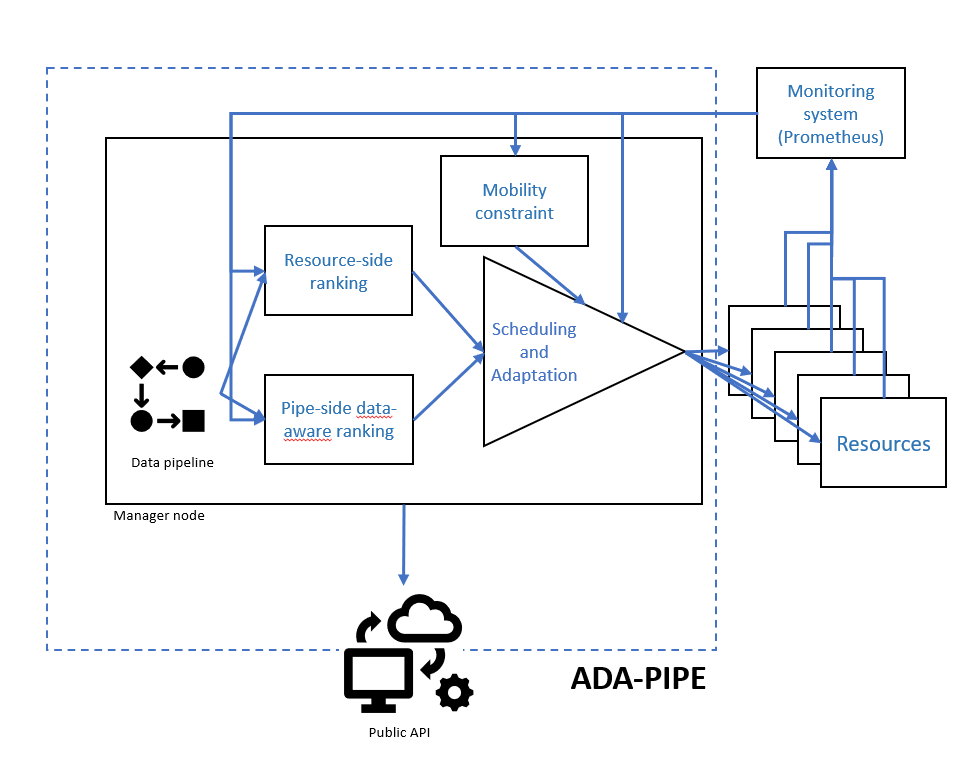 Monitoring
system
(Prometheus)
Mobility
constraint
Resource-side
ranking
Scheduling
and
Adaptation
Pipe-side data-
aware ranking
Data pipeline
Resources
Manager node
ADA-PIPE
Public API